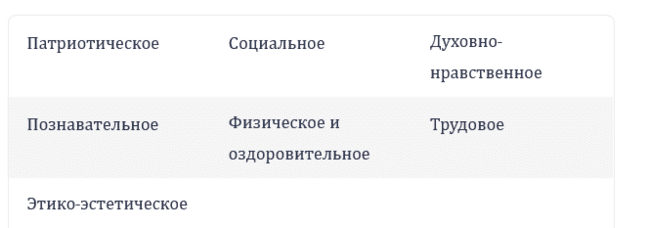 Патриотическое
Социальное
Духовно-
нравственное
Познавательное
Физическое и
оздоровительное
Трудовое
Этико-эстетическое